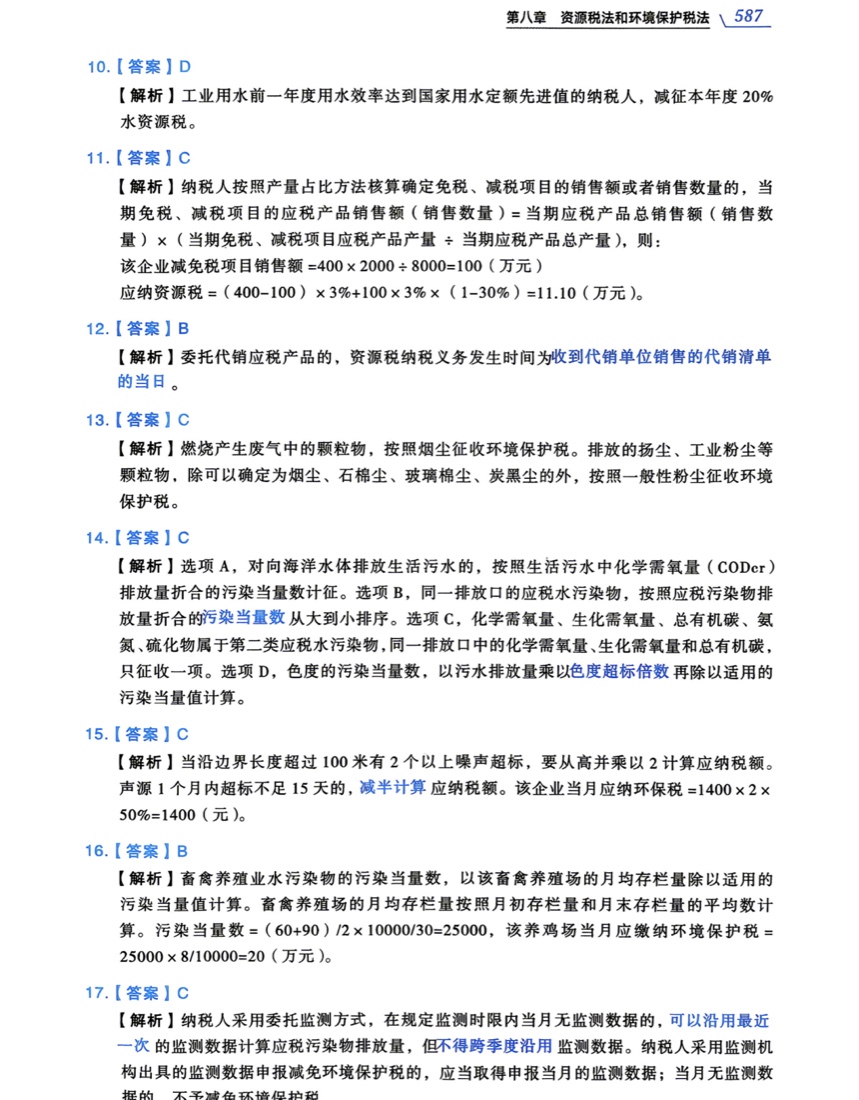 第八章 资源税法和环境保护税法 587
10.【答案】D
【解析】工业用水前一年度用水效率达到国家用水定额先进值的纳税人，减征本年度 20%
水资源税。
11.【答案】C
【解析】纳税人按照产量占比方法核算确定免税、减税项目的销售额或者销售数量的，当
期免税、减税项目的应税产品销售额（销售数量）= 当期应税产品总销售额（销售数
量）×（当期免税、减税项目应税产品产量 ÷ 当期应税产品总产量），则：
该企业减免税项目销售额 =400×2000÷8000=100（万元）
应纳资源税 =（400−100）×3%+100×3%×（1−30%）=11.10（万元）。
12.【答案】B
【解析】委托代销应税产品的，资源税纳税义务发生时间为收到代销单位销售的代销清单
的当日。
13.【答案】C
【解析】燃烧产生废气中的颗粒物，按照烟尘征收环境保护税。排放的扬尘、工业粉尘等
颗粒物，除可以确定为烟尘、石棉尘、玻璃棉尘、炭黑尘的外，按照一般性粉尘征收环境
保护税。
14.【答案】C
【解析】选项 A，对向海洋水体排放生活污水的，按照生活污水中化学需氧量（CODcr）
排放量折合的污染当量数计征。选项 B，同一排放口的应税水污染物，按照应税污染物排
放量折合的污染当量数从大到小排序。选项 C，化学需氧量、生化需氧量、总有机碳、氨
氮、硫化物属于第二类应税水污染物，同一排放口中的化学需氧量、生化需氧量和总有机碳，
只征收一项。选项 D，色度的污染当量数，以污水排放量乘以色度超标倍数再除以适用的
污染当量值计算。
15.【答案】C
【解析】当沿边界长度超过 100 米有 2 个以上噪声超标，要从高并乘以 2 计算应纳税额。
声源 1 个月内超标不足 15 天的，减半计算应纳税额。该企业当月应纳环保税 =1400×2×
50%=1400（元）。
16.【答案】B
【解析】畜禽养殖业水污染物的污染当量数，以该畜禽养殖场的月均存栏量除以适用的
污染当量值计算。畜禽养殖场的月均存栏量按照月初存栏量和月末存栏量的平均数计
算。污染当量数 =（60+90）/2×10000/30=25000，该养鸡场当月应缴纳环境保护税 =
25000×8/10000=20（万元）。
17.【答案】C
【解析】纳税人采用委托监测方式，在规定监测时限内当月无监测数据的，可以沿用最近
一次的监测数据计算应税污染物排放量，但不得跨季度沿用监测数据。纳税人采用监测机
构出具的监测数据申报减免环境保护税的，应当取得申报当月的监测数据；当月无监测数
据的，不予减免环境保护税